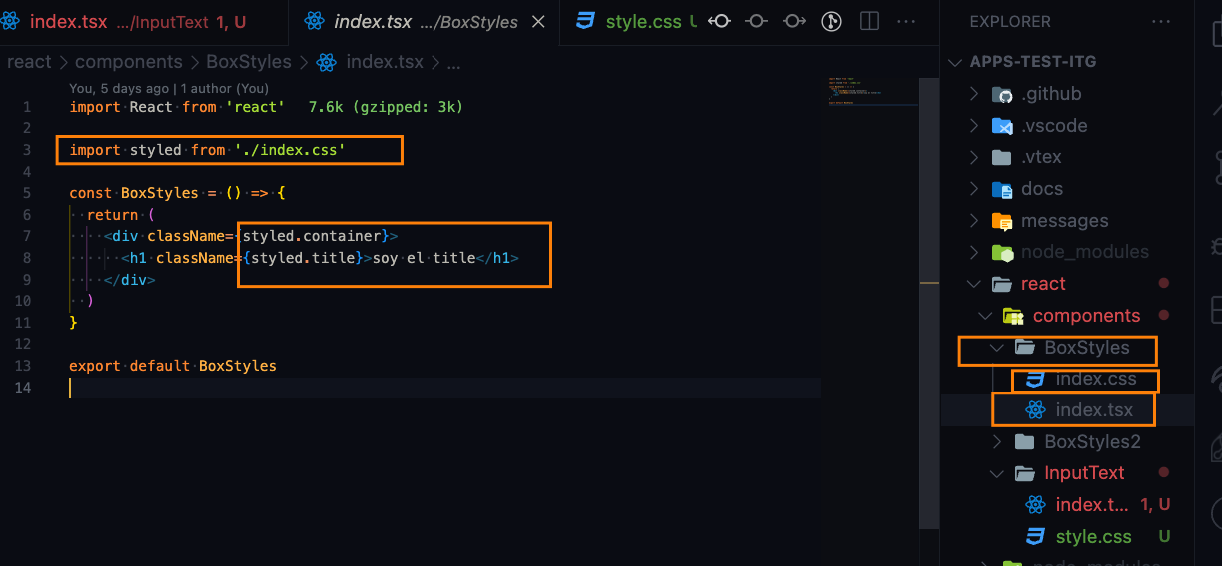 index.tsx .../InputText 1, U
index.tsx .../BoxStyles
style.css U
react > components > BoxStyles > index.tsx > ...
You, 5 days ago | 1 author (You)
1 import React from 'react' 7.6k (gzipped: 3k)
2
3 import styled from './index.css'
4
5 const BoxStyles = () => {
6 return (
7 <div className={styled.container}>
8 <h1 className={styled.title}>soy el title</h1>
9 </div>
10 )
11 }
12
13 export default BoxStyles
14
EXPLORER
APPS-TEST-ITG
.github
.vscode
.vtex
docs
messages
node_modules
react
components
BoxStyles
index.css
index.tsx
BoxStyles2
InputText
index.t... 1, U
style.css U